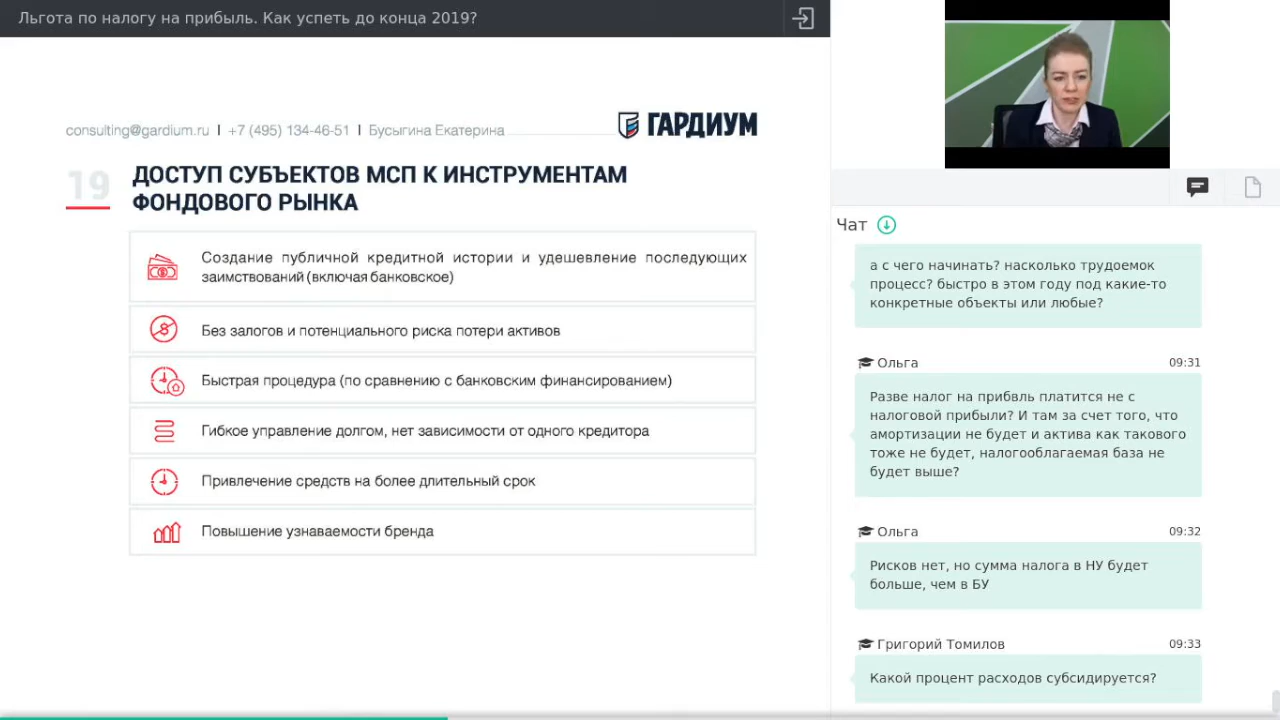 Льгота по налогу на прибыль. Как успеть до конца 2019?
consulting@gardium.ru | +7 (495) 134-46-51 | Бусыгина Екатерина
ГАРДИУМ
19
ДОСТУП СУБЪЕКТОВ МСП К ИНСТРУМЕНТАМ
ФОНДОВОГО РЫНКА
Создание публичной кредитной истории и удешевление последующих
заимствований (включая банковское)
Без залогов и потенциального риска потери активов
Быстрая процедура (по сравнению с банковским финансированием)
Гибкое управление долгом, нет зависимости от одного кредитора
Привлечение средств на более длительный срок
Повышение узнаваемости бренда
Чат
а с чего начинать? насколько трудоемок
процесс? быстро в этом году под какие-то
конкретные объекты или любые?
Ольга 09:31
Разве налог на прибвль платится не с
налоговой прибыли? И там за счет того, что
амортизации не будет и актива как такового
тоже не будет, налогооблагаемая база не
будет выше?
Ольга 09:32
Рисков нет, но сумма налога в НУ будет
больше, чем в БУ
Григорий Томилов 09:33
Какой процент расходов субсидируется?